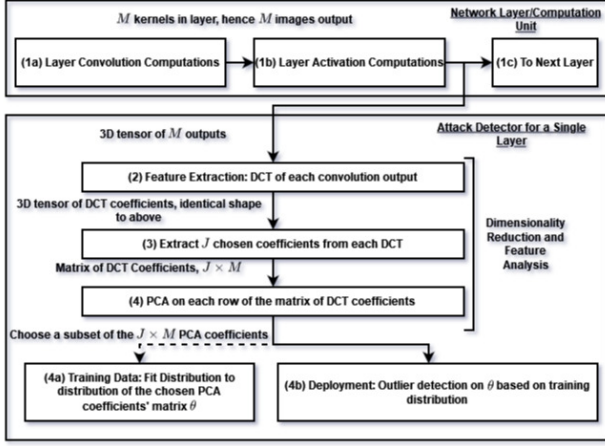 M kernels in layer, hence M images output
Network Layer/Computation
Unit
(1a) Layer Convolution Computations
(1b) Layer Activation Computations
(1c) To Next Layer
3D tensor of M outputs
Attack Detector for a Single
Layer
(2) Feature Extraction: DCT of each convolution output
3D tensor of DCT coefficients, identical shape
to above
(3) Extract J chosen coefficients from each DCT
Matrix of DCT Coefficients, J × M
(4) PCA on each row of the matrix of DCT coefficients
Dimensionality
Reduction and
Feature
Analysis
Choose a subset of the J × M PCA coefficients
(4a) Training Data: Fit Distribution to
distribution of the chosen PCA
coefficients' matrix θ
(4b) Deployment: Outlier detection on θ based on training
distribution